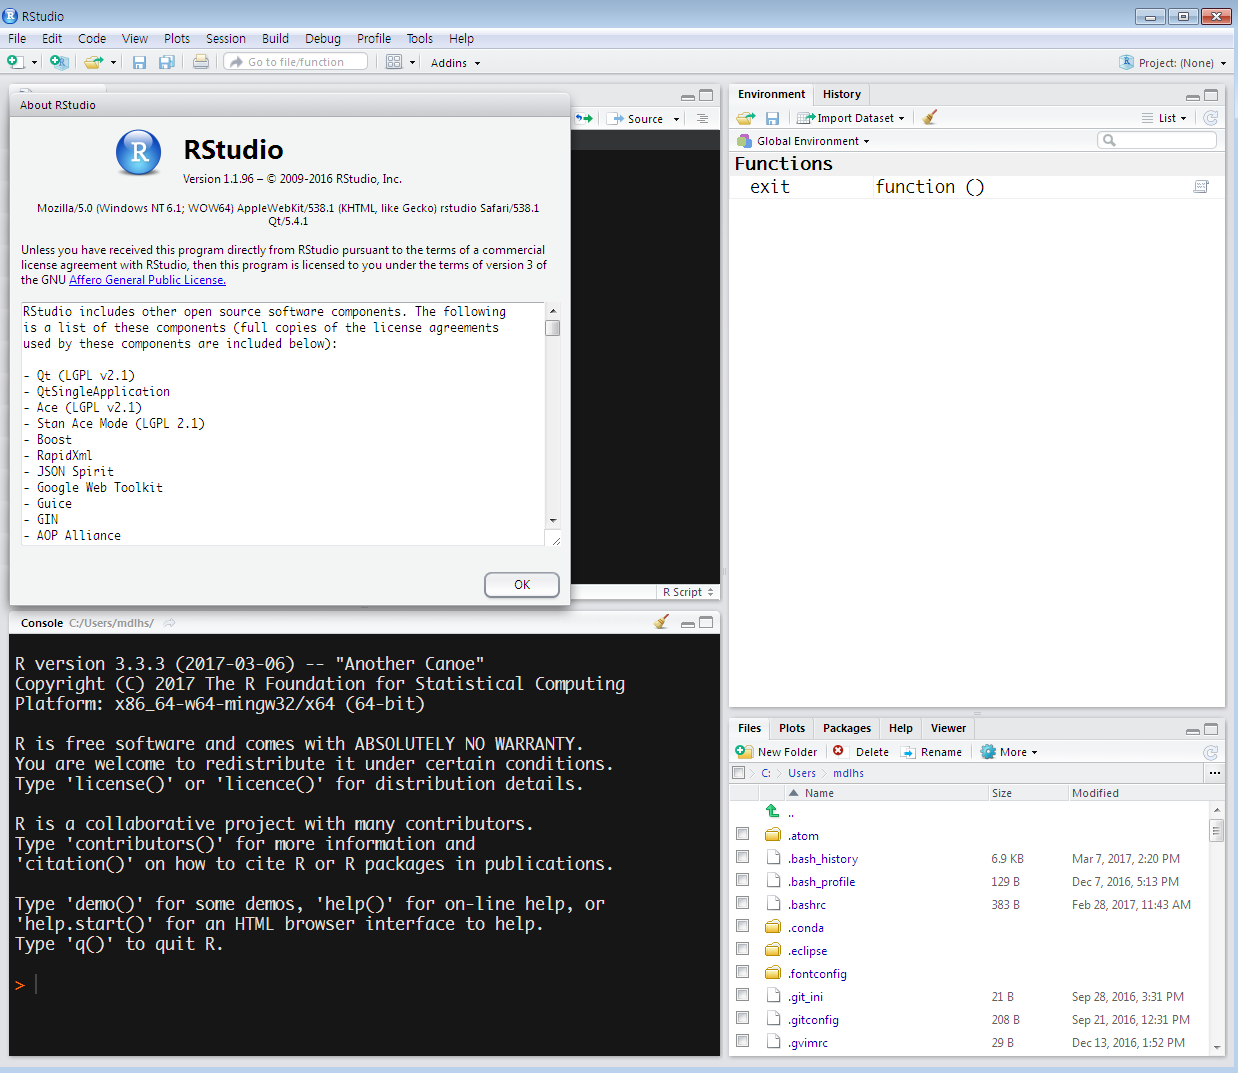 RStudio
File Edit Code View Plots Session Build Debug Profile Tools Help
Go to file/function Addins Project: (None)
About RStudio
R RStudio
Version 1.1.96 – © 2009-2016 RStudio, Inc.
Mozilla/5.0 (Windows NT 6.1; WOW64) AppleWebKit/538.1 (KHTML, like Gecko) rstudio Safari/538.1
Qt/5.4.1
Unless you have received this program directly from RStudio pursuant to the terms of a commercial
license agreement with RStudio, then this program is licensed to you under the terms of version 3 of
the GNU Affero General Public License.
RStudio includes other open source software components. The following
is a list of these components (full copies of the license agreements
used by these components are included below):
- Qt (LGPL v2.1)
- QtSingleApplication
- Ace (LGPL v2.1)
- Stan Ace Mode (LGPL 2.1)
- Boost
- RapidXml
- JSON Spirit
- Google Web Toolkit
- Guice
- GIN
- AOP Alliance
OK
Source
R Script
Console C:/Users/mdlhs/
R version 3.3.3 (2017-03-06) -- "Another Canoe"
Copyright (C) 2017 The R Foundation for Statistical Computing
Platform: x86_64-w64-mingw32/x64 (64-bit)
R is free software and comes with ABSOLUTELY NO WARRANTY.
You are welcome to redistribute it under certain conditions.
Type 'license()' or 'licence()' for distribution details.
R is a collaborative project with many contributors.
Type 'contributors()' for more information and
'citation()' on how to cite R or R packages in publications.
Type 'demo()' for some demos, 'help()' for on-line help, or
'help.start()' for an HTML browser interface to help.
Type 'q()' to quit R.
>
Environment History
Import Dataset List
Global Environment
Functions
exit function ()
Files Plots Packages Help Viewer
New Folder Delete Rename More
C: Users mdlhs ...
Name Size Modified
..
.atom
.bash_history 6.9 KB Mar 7, 2017, 2:20 PM
.bash_profile 129 B Dec 7, 2016, 5:13 PM
.bashrc 383 B Feb 28, 2017, 11:43 AM
.conda
.eclipse
.fontconfig
.git_ini 21 B Sep 28, 2016, 3:31 PM
.gitconfig 208 B Sep 21, 2016, 12:31 PM
.gvimrc 29 B Dec 13, 2016, 1:52 PM